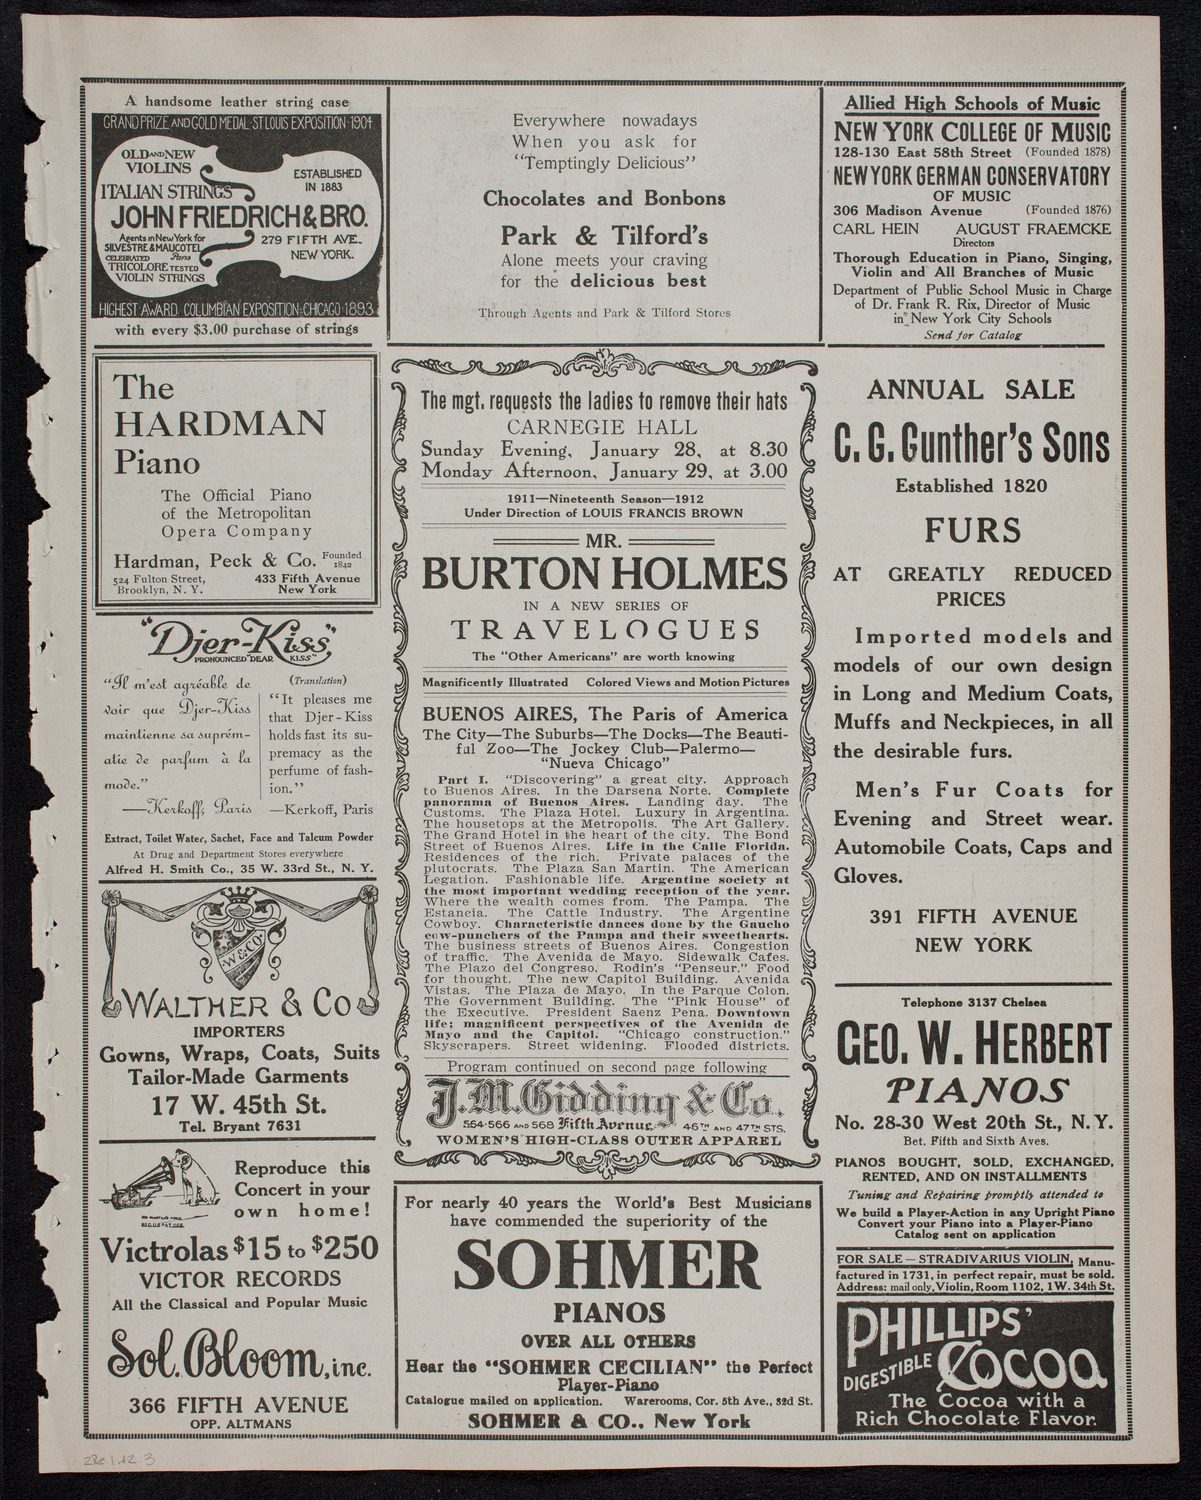 A handsome leather string case
GRAND PRIZE AND GOLD MEDAL·ST LOUIS EXPOSITION·1904
OLD AND NEW
VIOLINS
ESTABLISHED
IN 1883
ITALIAN STRINGS
JOHN FRIEDRICH & BRO.
Agents in New York for
SILVESTRE & MAUCOTEL
CELEBRATED Paris
TRICOLORE TESTED
VIOLIN STRINGS
279 FIFTH AVE.
NEW YORK.
HIGHEST AWARD COLUMBIAN EXPOSITION:CHICAGO 1893
with every $3.00 purchase of strings
The
HARDMAN
Piano
The Official Piano
of the Metropolitan
Opera Company
Hardman, Peck & Co. Founded 1842
524 Fulton Street,
Brooklyn, N. Y.
433 Fifth Avenue
New York
"Djer-Kiss"
PRONOUNCED "DEAR KISS"
"Il m'est agréable de
voir que Djer-Kiss
maintienne sa suprém-
atie de parfum à la
mode."
—Kerkoff, Paris
(Translation)
"It pleases me
that Djer-Kiss
holds fast its su-
premacy as the
perfume of fash-
ion."
—Kerkoff, Paris
Extract, Toilet Water, Sachet, Face and Talcum Powder
At Drug and Department Stores everywhere
Alfred H. Smith Co., 35 W. 33rd St., N. Y.
W & CO
WALTHER & CO
IMPORTERS
Gowns, Wraps, Coats, Suits
Tailor-Made Garments
17 W. 45th St.
Tel. Bryant 7631
HIS MASTER'S VOICE
REG. U.S. PAT. OFF.
Reproduce this
Concert in your
own home!
Victrolas $15 to $250
VICTOR RECORDS
All the Classical and Popular Music
Sol. Bloom, inc.
366 FIFTH AVENUE
OPP. ALTMANS
Everywhere nowadays
When you ask for
"Temptingly Delicious"
Chocolates and Bonbons
Park & Tilford's
Alone meets your craving
for the delicious best
Through Agents and Park & Tilford Stores
The mgt. requests the ladies to remove their hats
CARNEGIE HALL
Sunday Evening, January 28, at 8.30
Monday Afternoon, January 29, at 3.00
1911—Nineteenth Season—1912
Under Direction of LOUIS FRANCIS BROWN
MR.
BURTON HOLMES
IN A NEW SERIES OF
TRAVELOGUES
The "Other Americans" are worth knowing
Magnificently Illustrated Colored Views and Motion Pictures
BUENOS AIRES, The Paris of America
The City—The Suburbs—The Docks—The Beauti-
ful Zoo—The Jockey Club—Palermo—
"Nueva Chicago"
Part I. "Discovering" a great city. Approach
to Buenos Aires. In the Darsena Norte. Complete
panorama of Buenos Aires. Landing day. The
Customs. The Plaza Hotel. Luxury in Argentina.
The housetops at the Metropolis. The Art Gallery.
The Grand Hotel in the heart of the city. The Bond
Street of Buenos Aires. Life in the Calle Florida.
Residences of the rich. Private palaces of the
plutocrats. The Plaza San Martin. The American
Legation. Fashionable life. Argentine society at
the most important wedding reception of the year.
Where the wealth comes from. The Pampa. The
Estancia. The Cattle Industry. The Argentine
Cowboy. Characteristic dances done by the Gaucho
cow-punchers of the Pampa and their sweethearts.
The business streets of Buenos Aires. Congestion
of traffic. The Avenida de Mayo. Sidewalk Cafes.
The Plazo del Congreso. Rodin's "Penseur." Food
for thought. The new Capitol Building. Avenida
Vistas. The Plaza de Mayo. In the Parque Colon.
The Government Building. The "Pink House" of
the Executive. President Saenz Pena. Downtown
life; magnificent perspectives of the Avenida de
Mayo and the Capitol. "Chicago construction."
Skyscrapers. Street widening. Flooded districts.
Program continued on second page following
J.M. Gidding & Co.
564-566 AND 568 Fifth Avenue 46TH AND 47TH STS.
WOMEN'S HIGH-CLASS OUTER APPAREL
For nearly 40 years the World's Best Musicians
have commended the superiority of the
SOHMER
PIANOS
OVER ALL OTHERS
Hear the "SOHMER CECILIAN" the Perfect
Player-Piano
Catalogue mailed on application. Warerooms, Cor. 5th Ave., 32d St.
SOHMER & CO., New York
Allied High Schools of Music
NEW YORK COLLEGE OF MUSIC
128-130 East 58th Street (Founded 1878)
NEW YORK GERMAN CONSERVATORY
OF MUSIC
306 Madison Avenue (Founded 1876)
CARL HEIN AUGUST FRAEMCKE
Directors
Thorough Education in Piano, Singing,
Violin and All Branches of Music
Department of Public School Music in Charge
of Dr. Frank R. Rix, Director of Music
in New York City Schools
Send for Catalog
ANNUAL SALE
C. G. Gunther's Sons
Established 1820
FURS
AT GREATLY REDUCED
PRICES
Imported models and
models of our own design
in Long and Medium Coats,
Muffs and Neckpieces, in all
the desirable furs.
Men's Fur Coats for
Evening and Street wear.
Automobile Coats, Caps and
Gloves.
391 FIFTH AVENUE
NEW YORK
Telephone 3137 Chelsea
GEO. W. HERBERT
PIANOS
No. 28-30 West 20th St., N. Y.
Bet. Fifth and Sixth Aves.
PIANOS BOUGHT, SOLD, EXCHANGED,
RENTED, AND ON INSTALLMENTS
Tuning and Repairing promptly attended to
We build a Player-Action in any Upright Piano
Convert your Piano into a Player-Piano
Catalog sent on application
FOR SALE—STRADIVARIUS VIOLIN, Manu-
factured in 1731, in perfect repair, must be sold.
Address: mail only, Violin, Room 1102, 1 W. 34th St.
PHILLIPS'
DIGESTIBLE COCOA
The Cocoa with a
Rich Chocolate Flavor.
28e 1.12.3